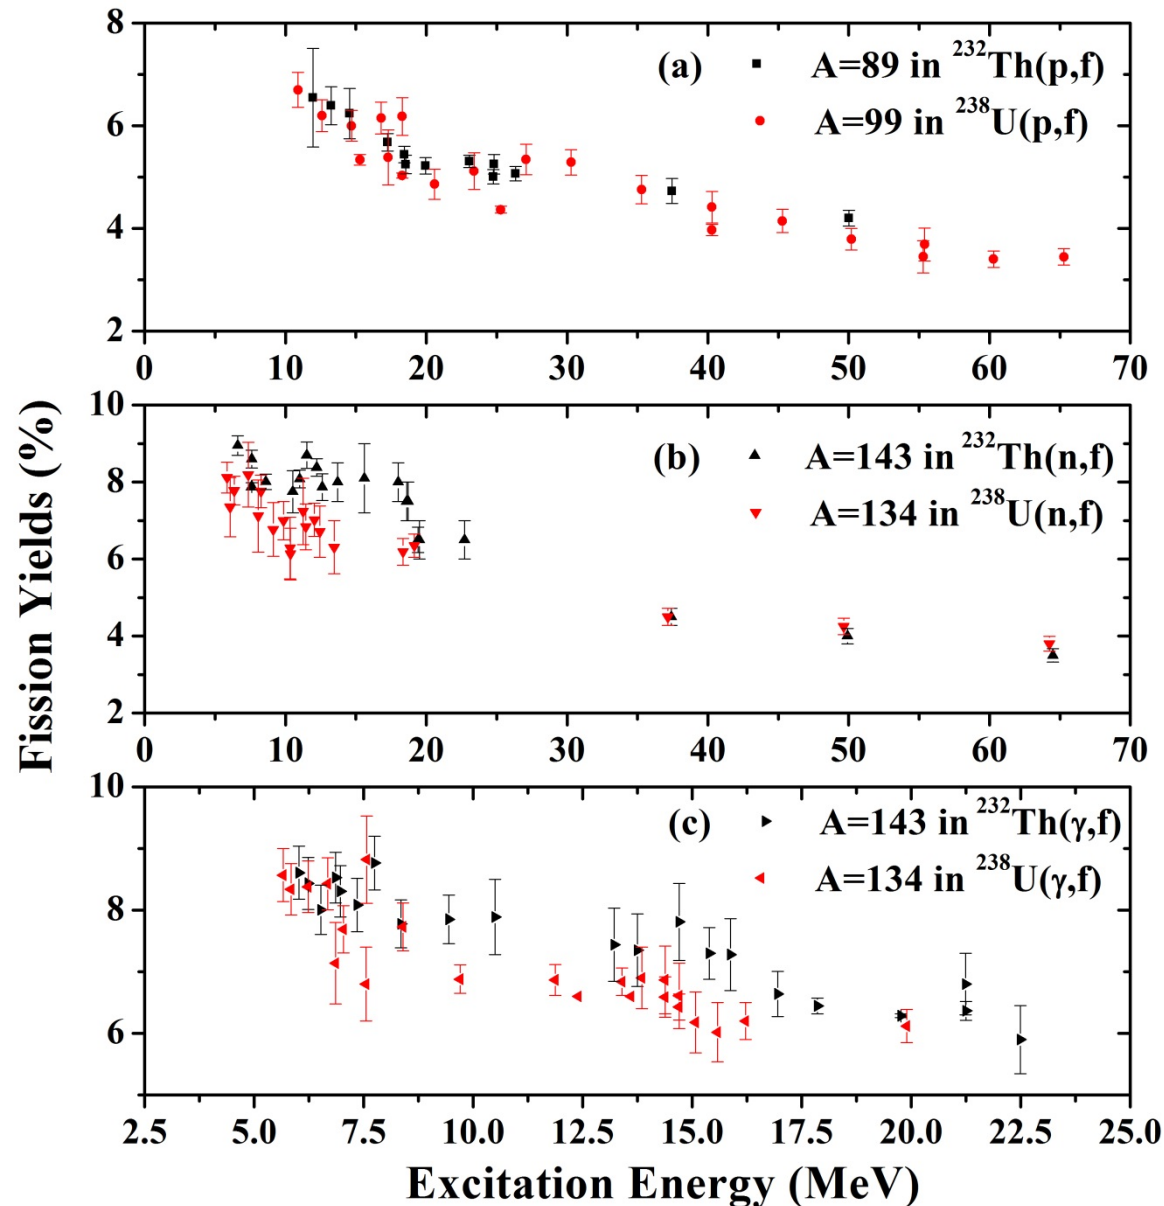 8
(a) ■ A=89 in ²³²Th(p,f)
● A=99 in ²³⁸U(p,f)
6
4
2
0 10 20 30 40 50 60 70
10
(b) ▲ A=143 in ²³²Th(n,f)
▼ A=134 in ²³⁸U(n,f)
8
6
4
2
0 10 20 30 40 50 60 70
Fission Yields (%)
10
(c) ► A=143 in ²³²Th(γ,f)
◄ A=134 in ²³⁸U(γ,f)
8
6
2.5 5.0 7.5 10.0 12.5 15.0 17.5 20.0 22.5 25.0
Excitation Energy (MeV)